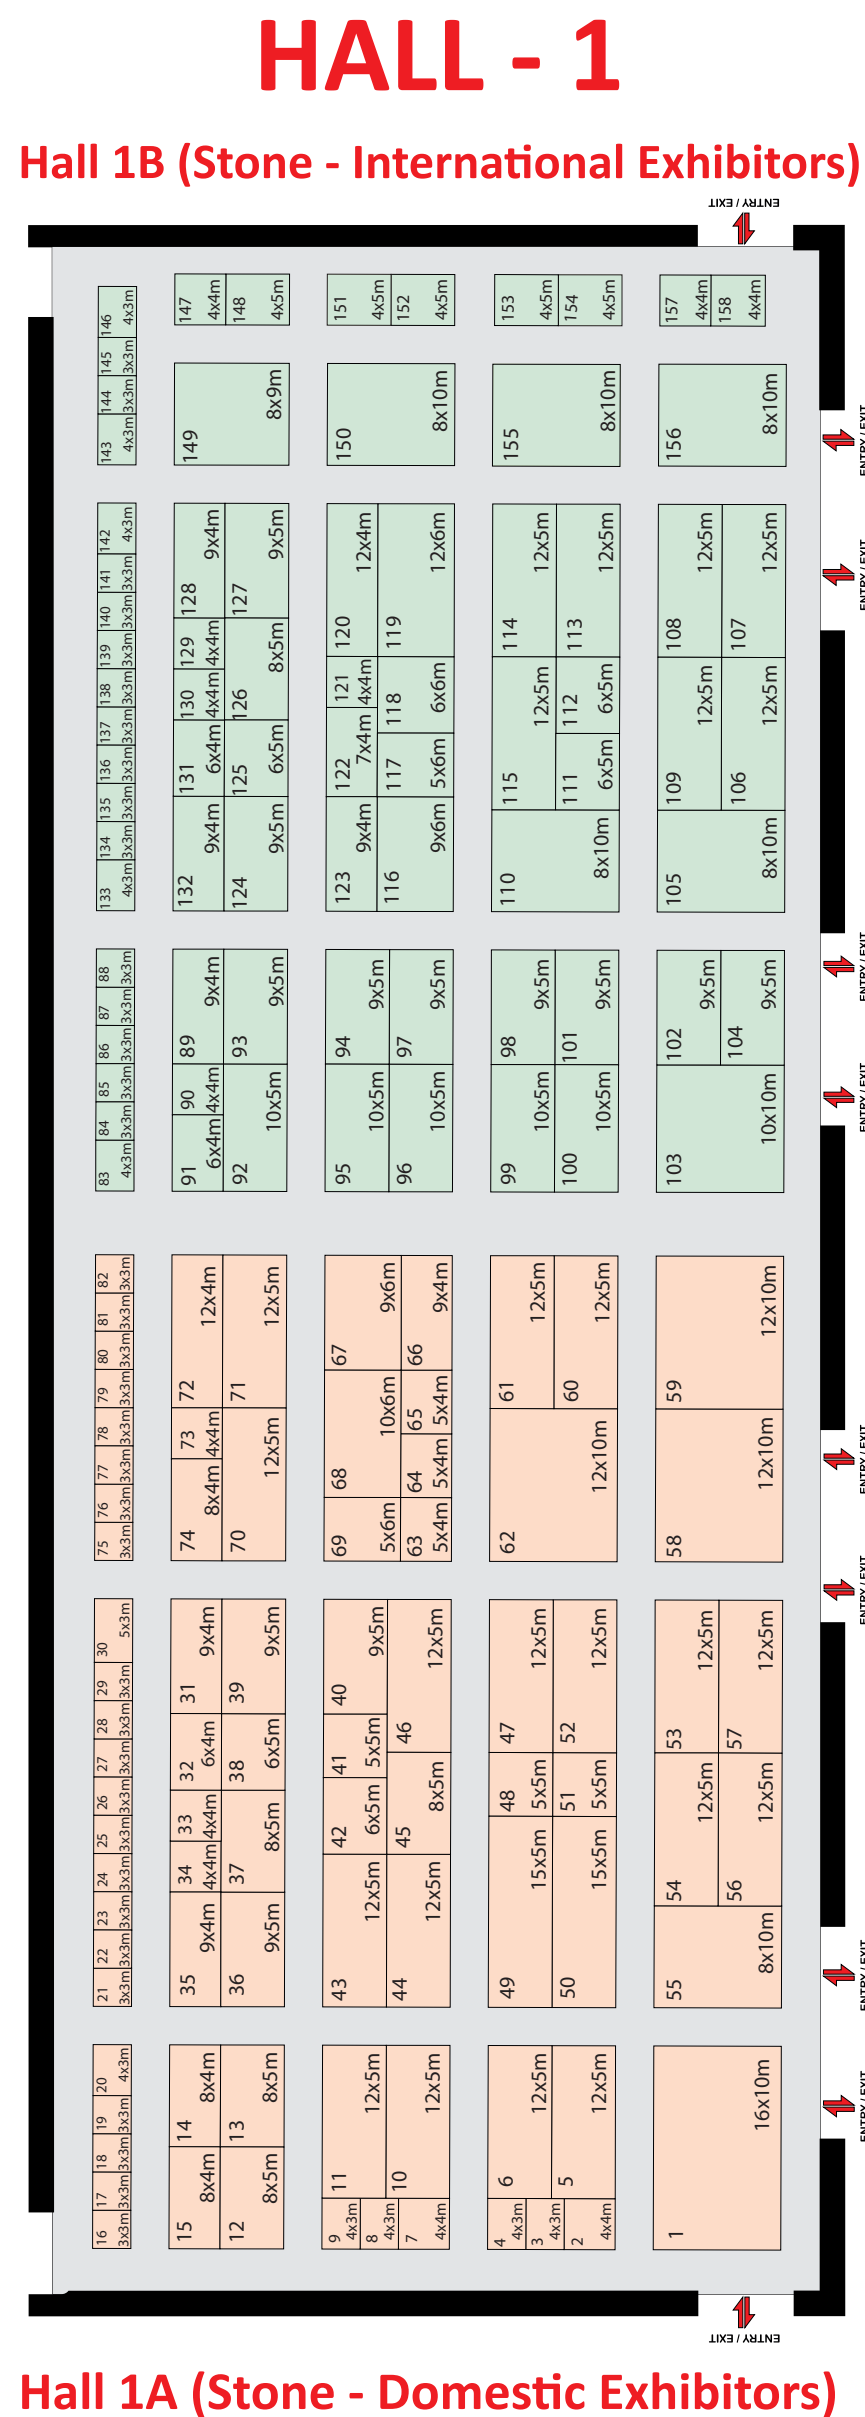 HALL - 1
Hall 1B (Stone - International Exhibitors)
ENTRY / EXIT
146 4x3m
145 3x3m
144 3x3m
143 4x3m
147 4x4m
148 4x5m
151 4x5m
152 4x5m
153 4x5m
154 4x5m
157 4x4m
158 4x4m
149 8x9m
150 8x10m
155 8x10m
156 8x10m
ENTRY / EXIT
142 4x3m
141 3x3m
140 3x3m
139 3x3m
138 3x3m
137 3x3m
136 3x3m
135 3x3m
134 3x3m
133 4x3m
128 9x4m
127 9x5m
129 4x4m
130 4x4m
126 8x5m
131 6x4m
125 6x5m
132 9x4m
124 9x5m
120 12x4m
119 12x6m
121 4x4m
118 6x6m
122 7x4m
117 5x6m
123 9x4m
116 9x6m
114 12x5m
113 12x5m
115 12x5m
112 6x5m
111 6x5m
110 8x10m
108 12x5m
107 12x5m
109 12x5m
106 12x5m
105 8x10m
ENTRY / EXIT
88 3x3m
87 3x3m
86 3x3m
85 3x3m
84 3x3m
83 4x3m
89 9x4m
93 9x5m
90 4x4m
91 6x4m
92 10x5m
94 9x5m
97 9x5m
95 10x5m
96 10x5m
98 9x5m
101 9x5m
99 10x5m
100 10x5m
102 9x5m
104 9x5m
103 10x10m
ENTRY / EXIT
ENTRY / EXIT
82 3x3m
81 3x3m
80 3x3m
79 3x3m
78 3x3m
77 3x3m
76 3x3m
75 3x3m
72 12x4m
71 12x5m
73 4x4m
74 8x4m
70 12x5m
67 9x6m
66 9x4m
68 10x6m
65 5x4m
64 5x4m
69 5x6m
63 5x4m
61 12x5m
60 12x5m
62 12x10m
59 12x10m
58 12x10m
ENTRY / EXIT
ENTRY / EXIT
30 5x3m
29 3x3m
28 3x3m
27 3x3m
26 3x3m
25 3x3m
24 3x3m
23 3x3m
22 3x3m
21 3x3m
31 9x4m
39 9x5m
32 6x4m
38 6x5m
33 4x4m
34 4x4m
37 8x5m
35 9x4m
36 9x5m
40 9x5m
46 12x5m
41 5x5m
42 6x5m
45 8x5m
43 12x5m
44 12x5m
47 12x5m
52 12x5m
48 5x5m
51 5x5m
49 15x5m
50 15x5m
53 12x5m
57 12x5m
54 12x5m
56 12x5m
55 8x10m
ENTRY / EXIT
20 4x3m
19 3x3m
18 3x3m
17 3x3m
16 3x3m
14 8x4m
13 8x5m
15 8x4m
12 8x5m
11 12x5m
10 12x5m
9 4x3m
8 4x3m
7 4x4m
6 12x5m
5 12x5m
4 4x3m
3 4x3m
2 4x4m
1 16x10m
ENTRY / EXIT
ENTRY / EXIT
Hall 1A (Stone - Domestic Exhibitors)